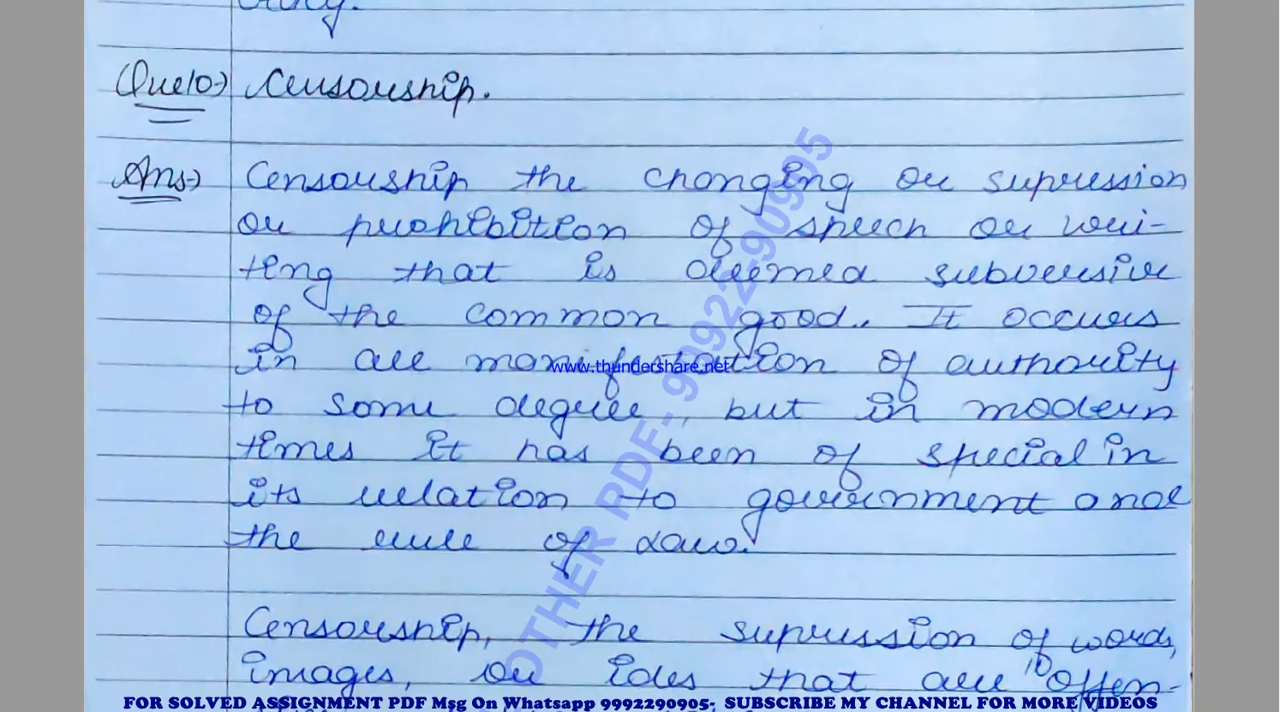 (Que10→) Censorship.
Ans→) Censorship the changing or supression
or prohibition of speech or wri-
ting that is deemed subversive
of the common good. It occurs
in all manifestation of authority
to some degree, but in modern
times it has been of special in
its relation to government and
the rule of law.
Censorship, the supression of words,
images, or ides that are "offen-
www.thundershare.net
OTHER PDF- 99922-90905
FOR SOLVED ASSIGNMENT PDF Msg On Whatsapp 9992290905-, SUBSCRIBE MY CHANNEL FOR MORE VIDEOS